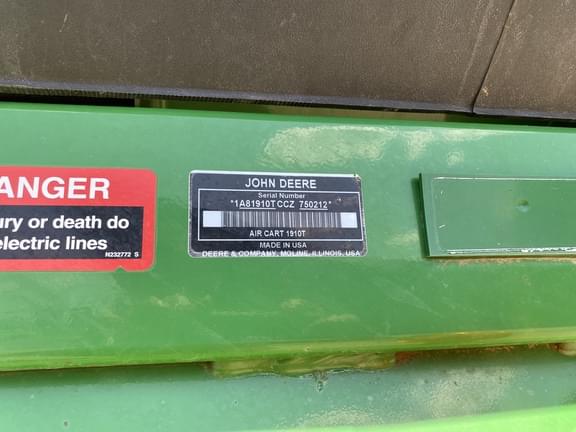 ANGER
ury or death do
electric lines
N232772 S
JOHN DEERE
Serial Number
*1A81910TCCZ 750212*
AIR CART 1910T
MADE IN USA
DEERE & COMPANY, MOLINE, ILLINOIS, USA